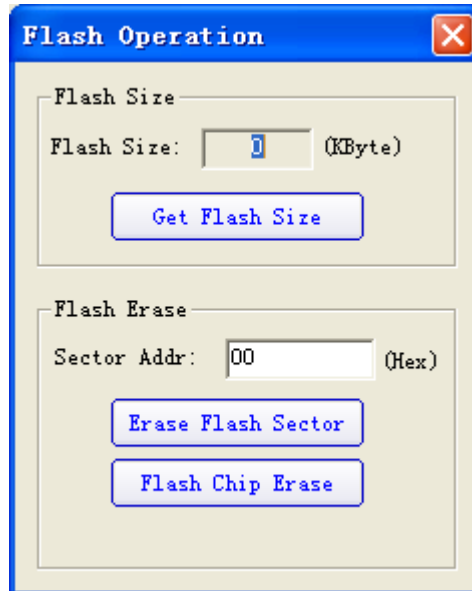 Flash Operation
Flash Size
Flash Size: 0 (KByte)
Get Flash Size
Flash Erase
Sector Addr: 00 (Hex)
Erase Flash Sector
Flash Chip Erase